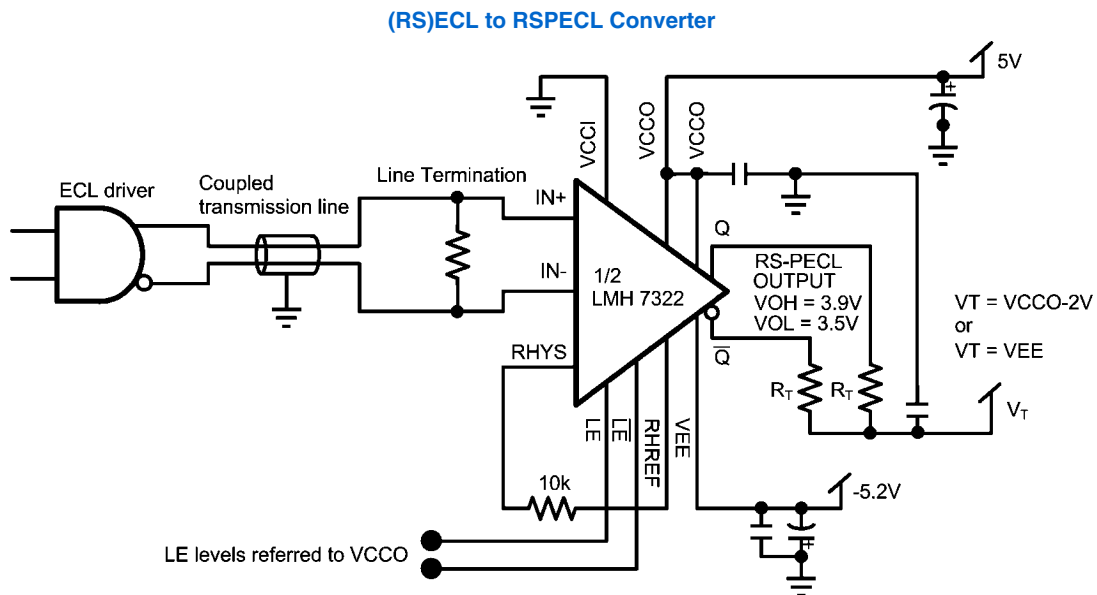 (RS)ECL to RSPECL Converter
5V
+
VCCI
VCCO
VCCO
ECL driver
Coupled
transmission line
Line Termination
IN+
IN-
1/2
LMH 7322
RHYS
Q
RS-PECL
OUTPUT
VOH = 3.9V
VOL = 3.5V
Q̅
VT = VCCO-2V
or
VT = VEE
RT
RT
VT
LE
L̅E̅
RHREF
VEE
10k
-5.2V
+
LE levels referred to VCCO